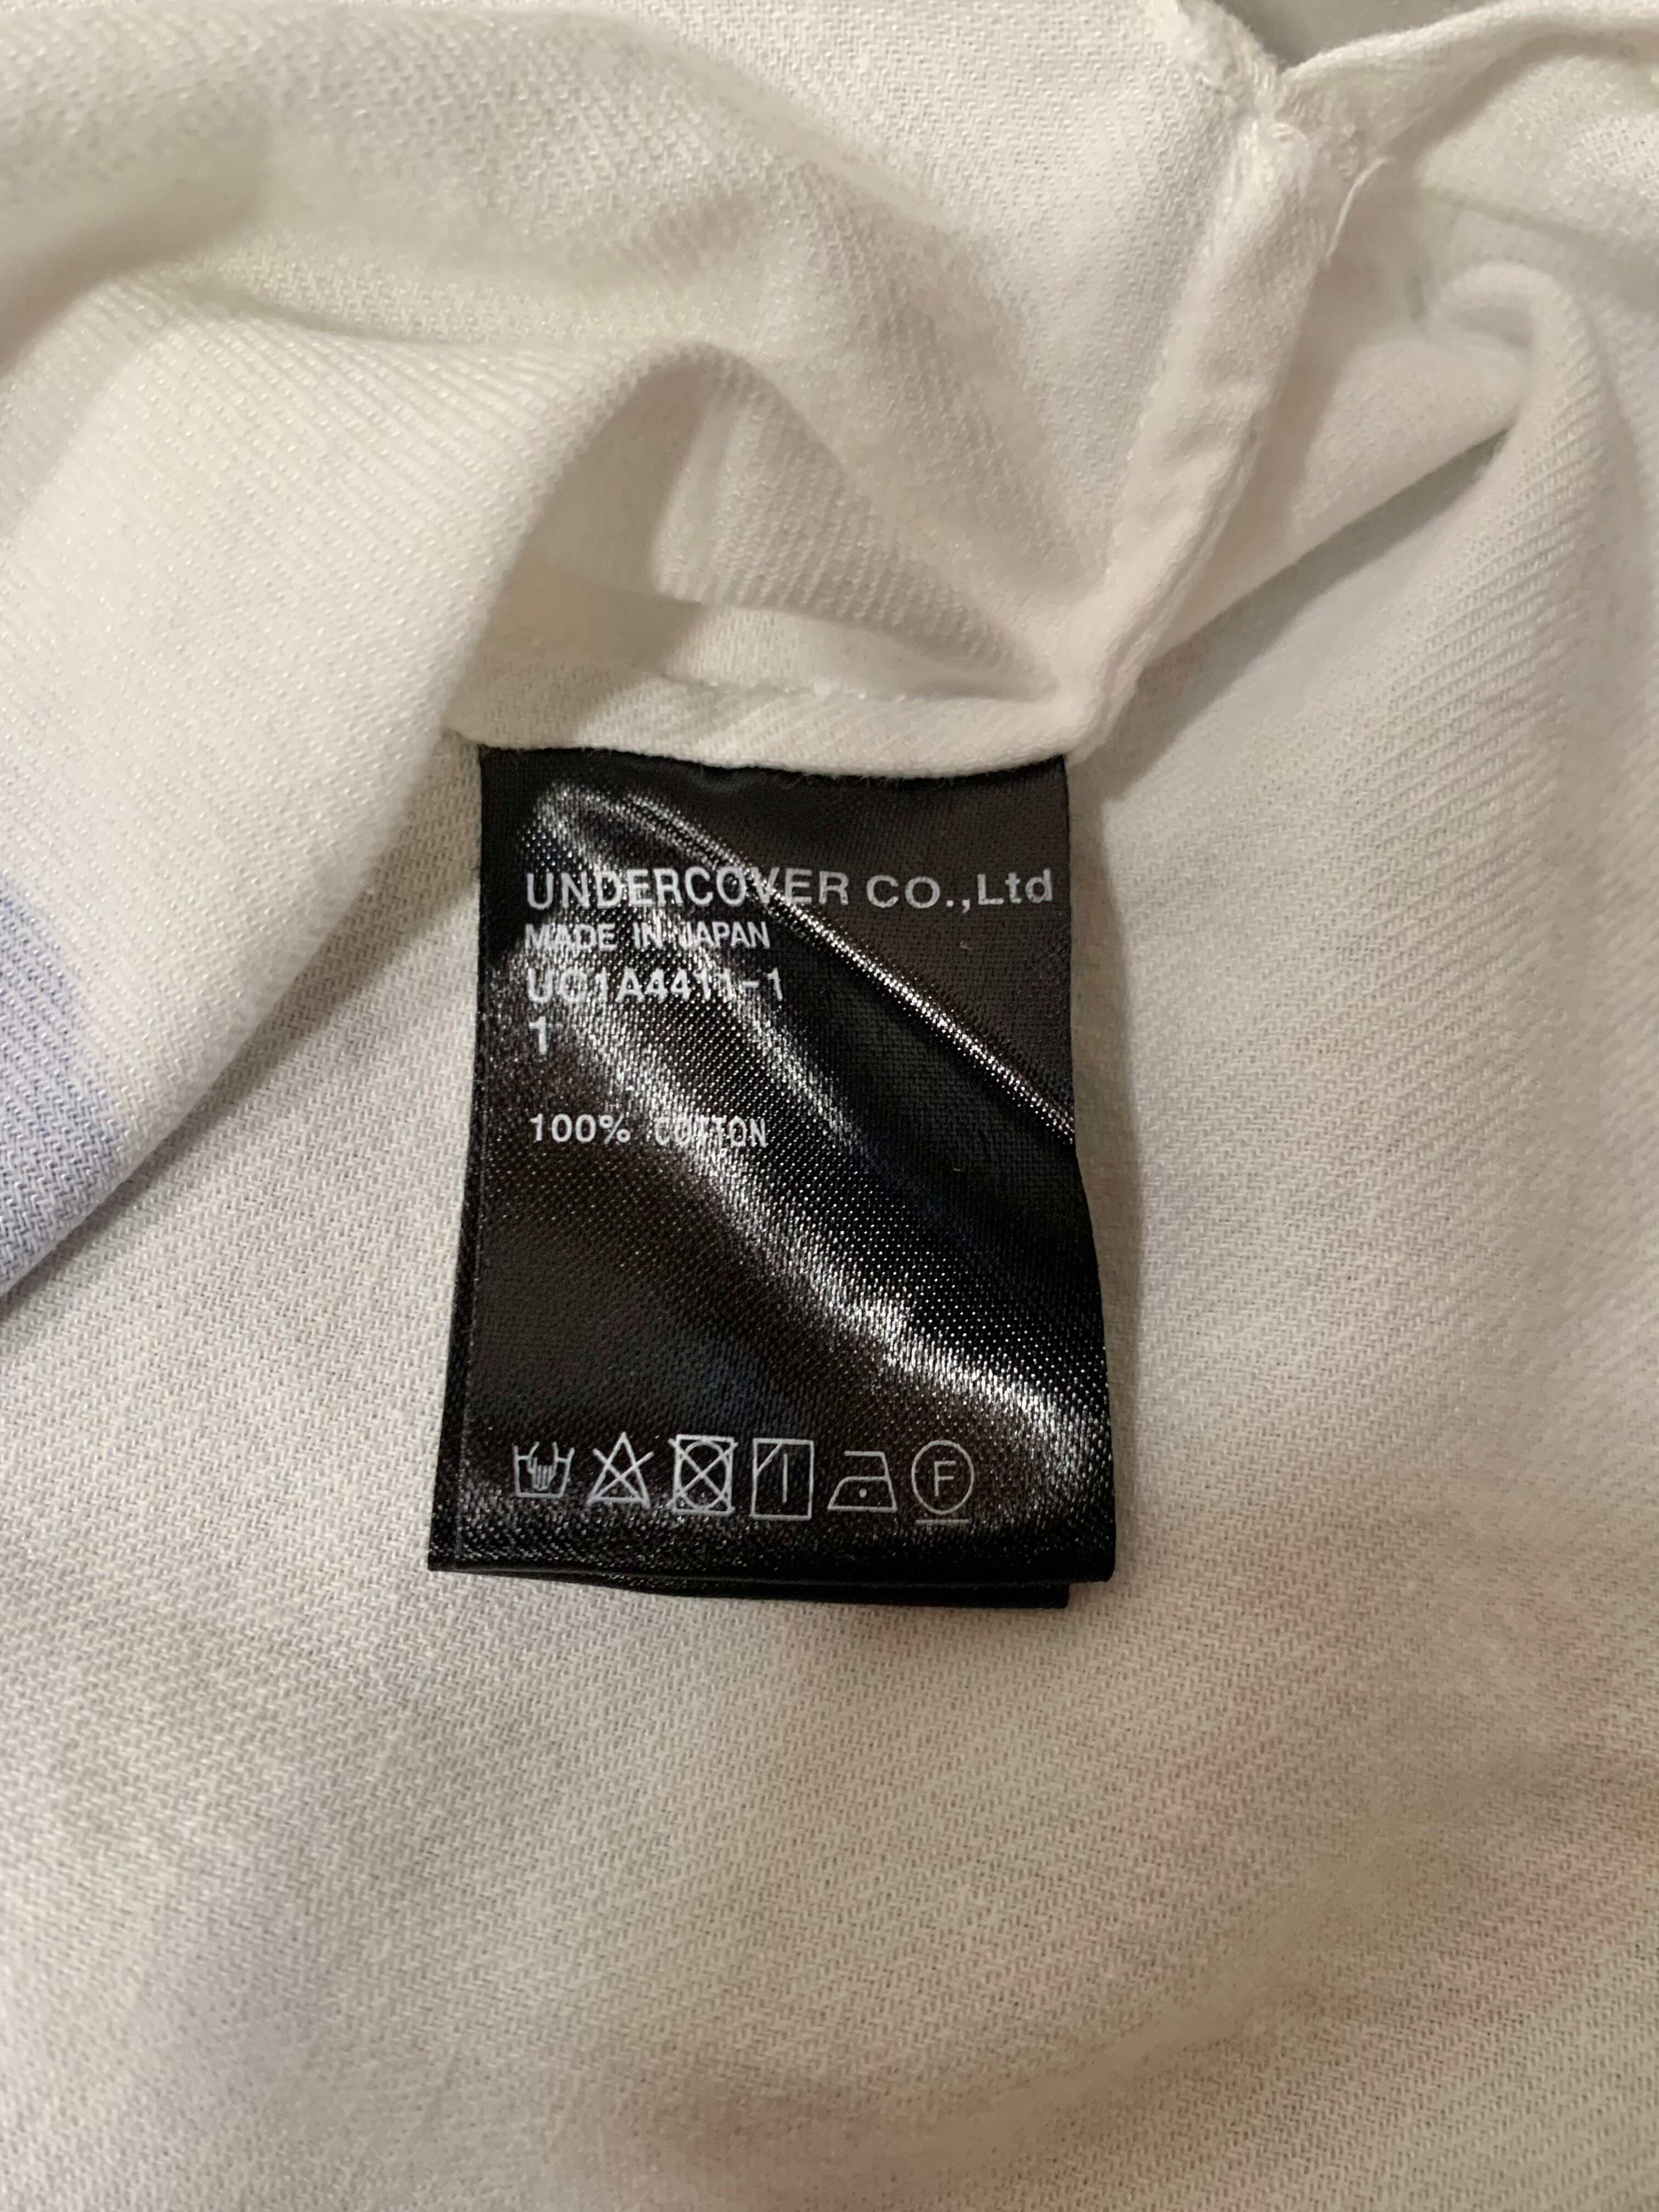 UNDERCOVER CO.,Ltd
MADE IN JAPAN
UC1A4411-1
1
100% COTTON
F